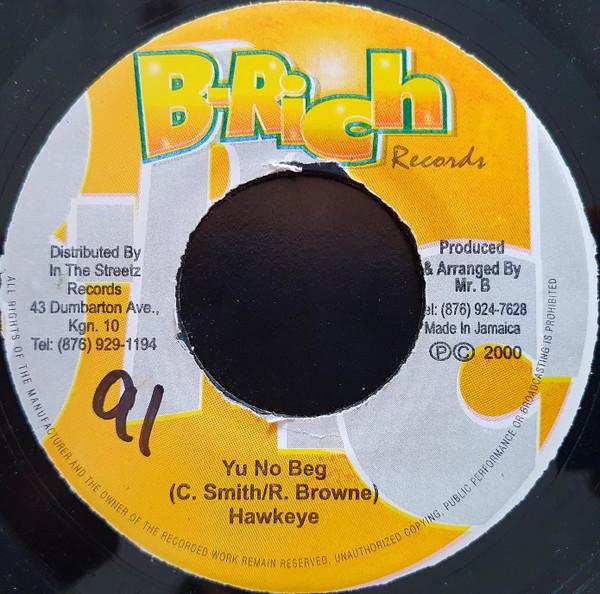 B-Rich
Records
Distributed By
In The Streetz
Records
43 Dumbarton Ave.,
Kgn. 10
Tel: (876) 929-1194
Produced
& Arranged By
Mr. B
el: (876) 924-7628
Made In Jamaica
Ⓟ© 2000
91
Yu No Beg
(C. Smith/R. Browne)
Hawkeye
ALL RIGHTS OF THE MANUFACTURER AND THE OWNER OF THE RECORDED WORK REMAIN RESERVED, UNAUTHORIZED COPYING, PUBLIC PERFORMANCE OR BROADCASTING IS PROHIBITED